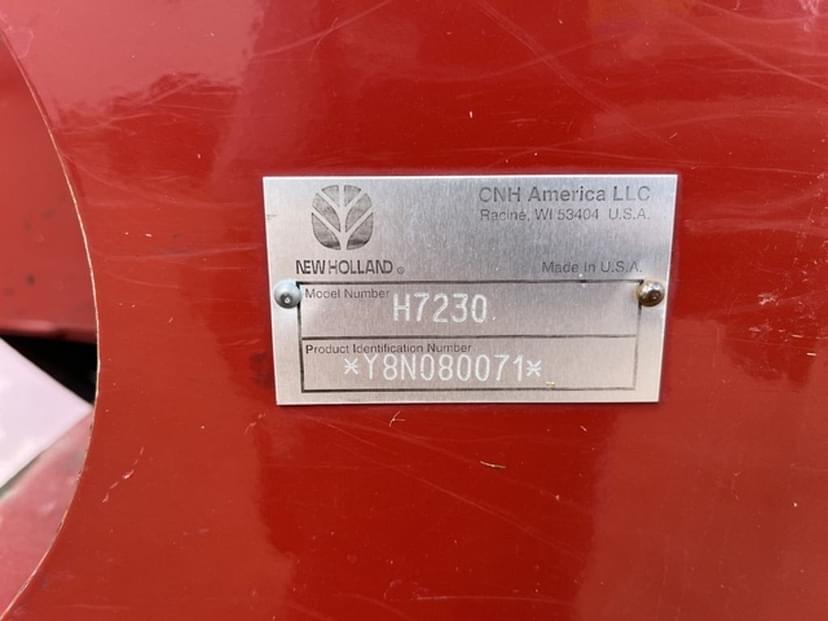 CNH America LLC
Racine, WI 53404 U.S.A.
NEW HOLLAND®
Made in U.S.A.
Model Number
H7230
Product Identification Number
*Y8N080071*